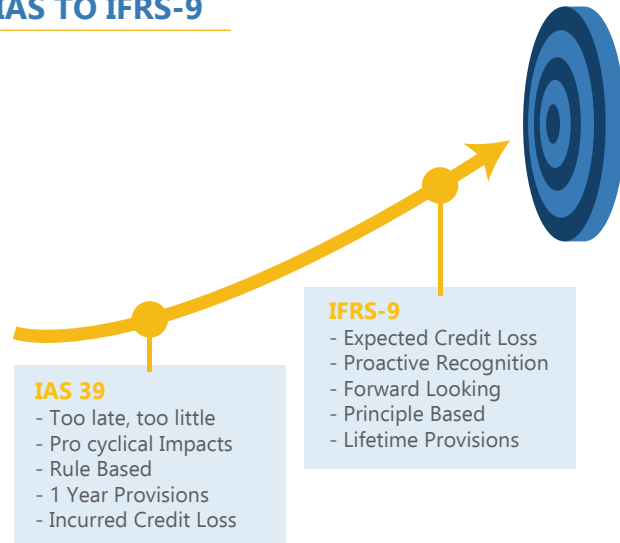 IAS TO IFRS-9
IAS 39
- Too late, too little
- Pro cyclical Impacts
- Rule Based
- 1 Year Provisions
- Incurred Credit Loss
IFRS-9
- Expected Credit Loss
- Proactive Recognition
- Forward Looking
- Principle Based
- Lifetime Provisions